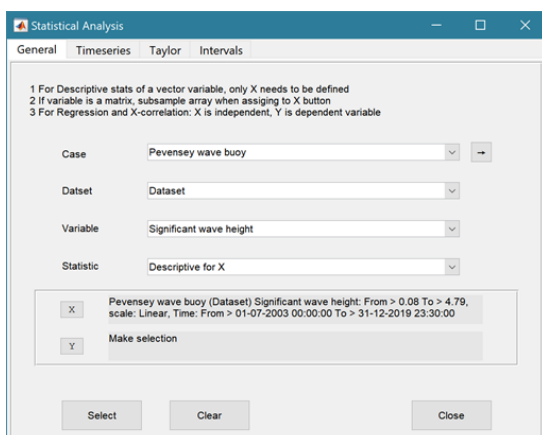 Statistical Analysis
General Timeseries Taylor Intervals
1 For Descriptive stats of a vector variable, only X needs to be defined
2 If variable is a matrix, subsample array when assiging to X button
3 For Regression and X-correlation: X is independent, Y is dependent variable
Case Pevensey wave buoy →
Datset Dataset
Variable Significant wave height
Statistic Descriptive for X
X Pevensey wave buoy (Dataset) Significant wave height: From > 0.08 To > 4.79,
scale: Linear, Time: From > 01-07-2003 00:00:00 To > 31-12-2019 23:30:00
Y Make selection
Select Clear Close